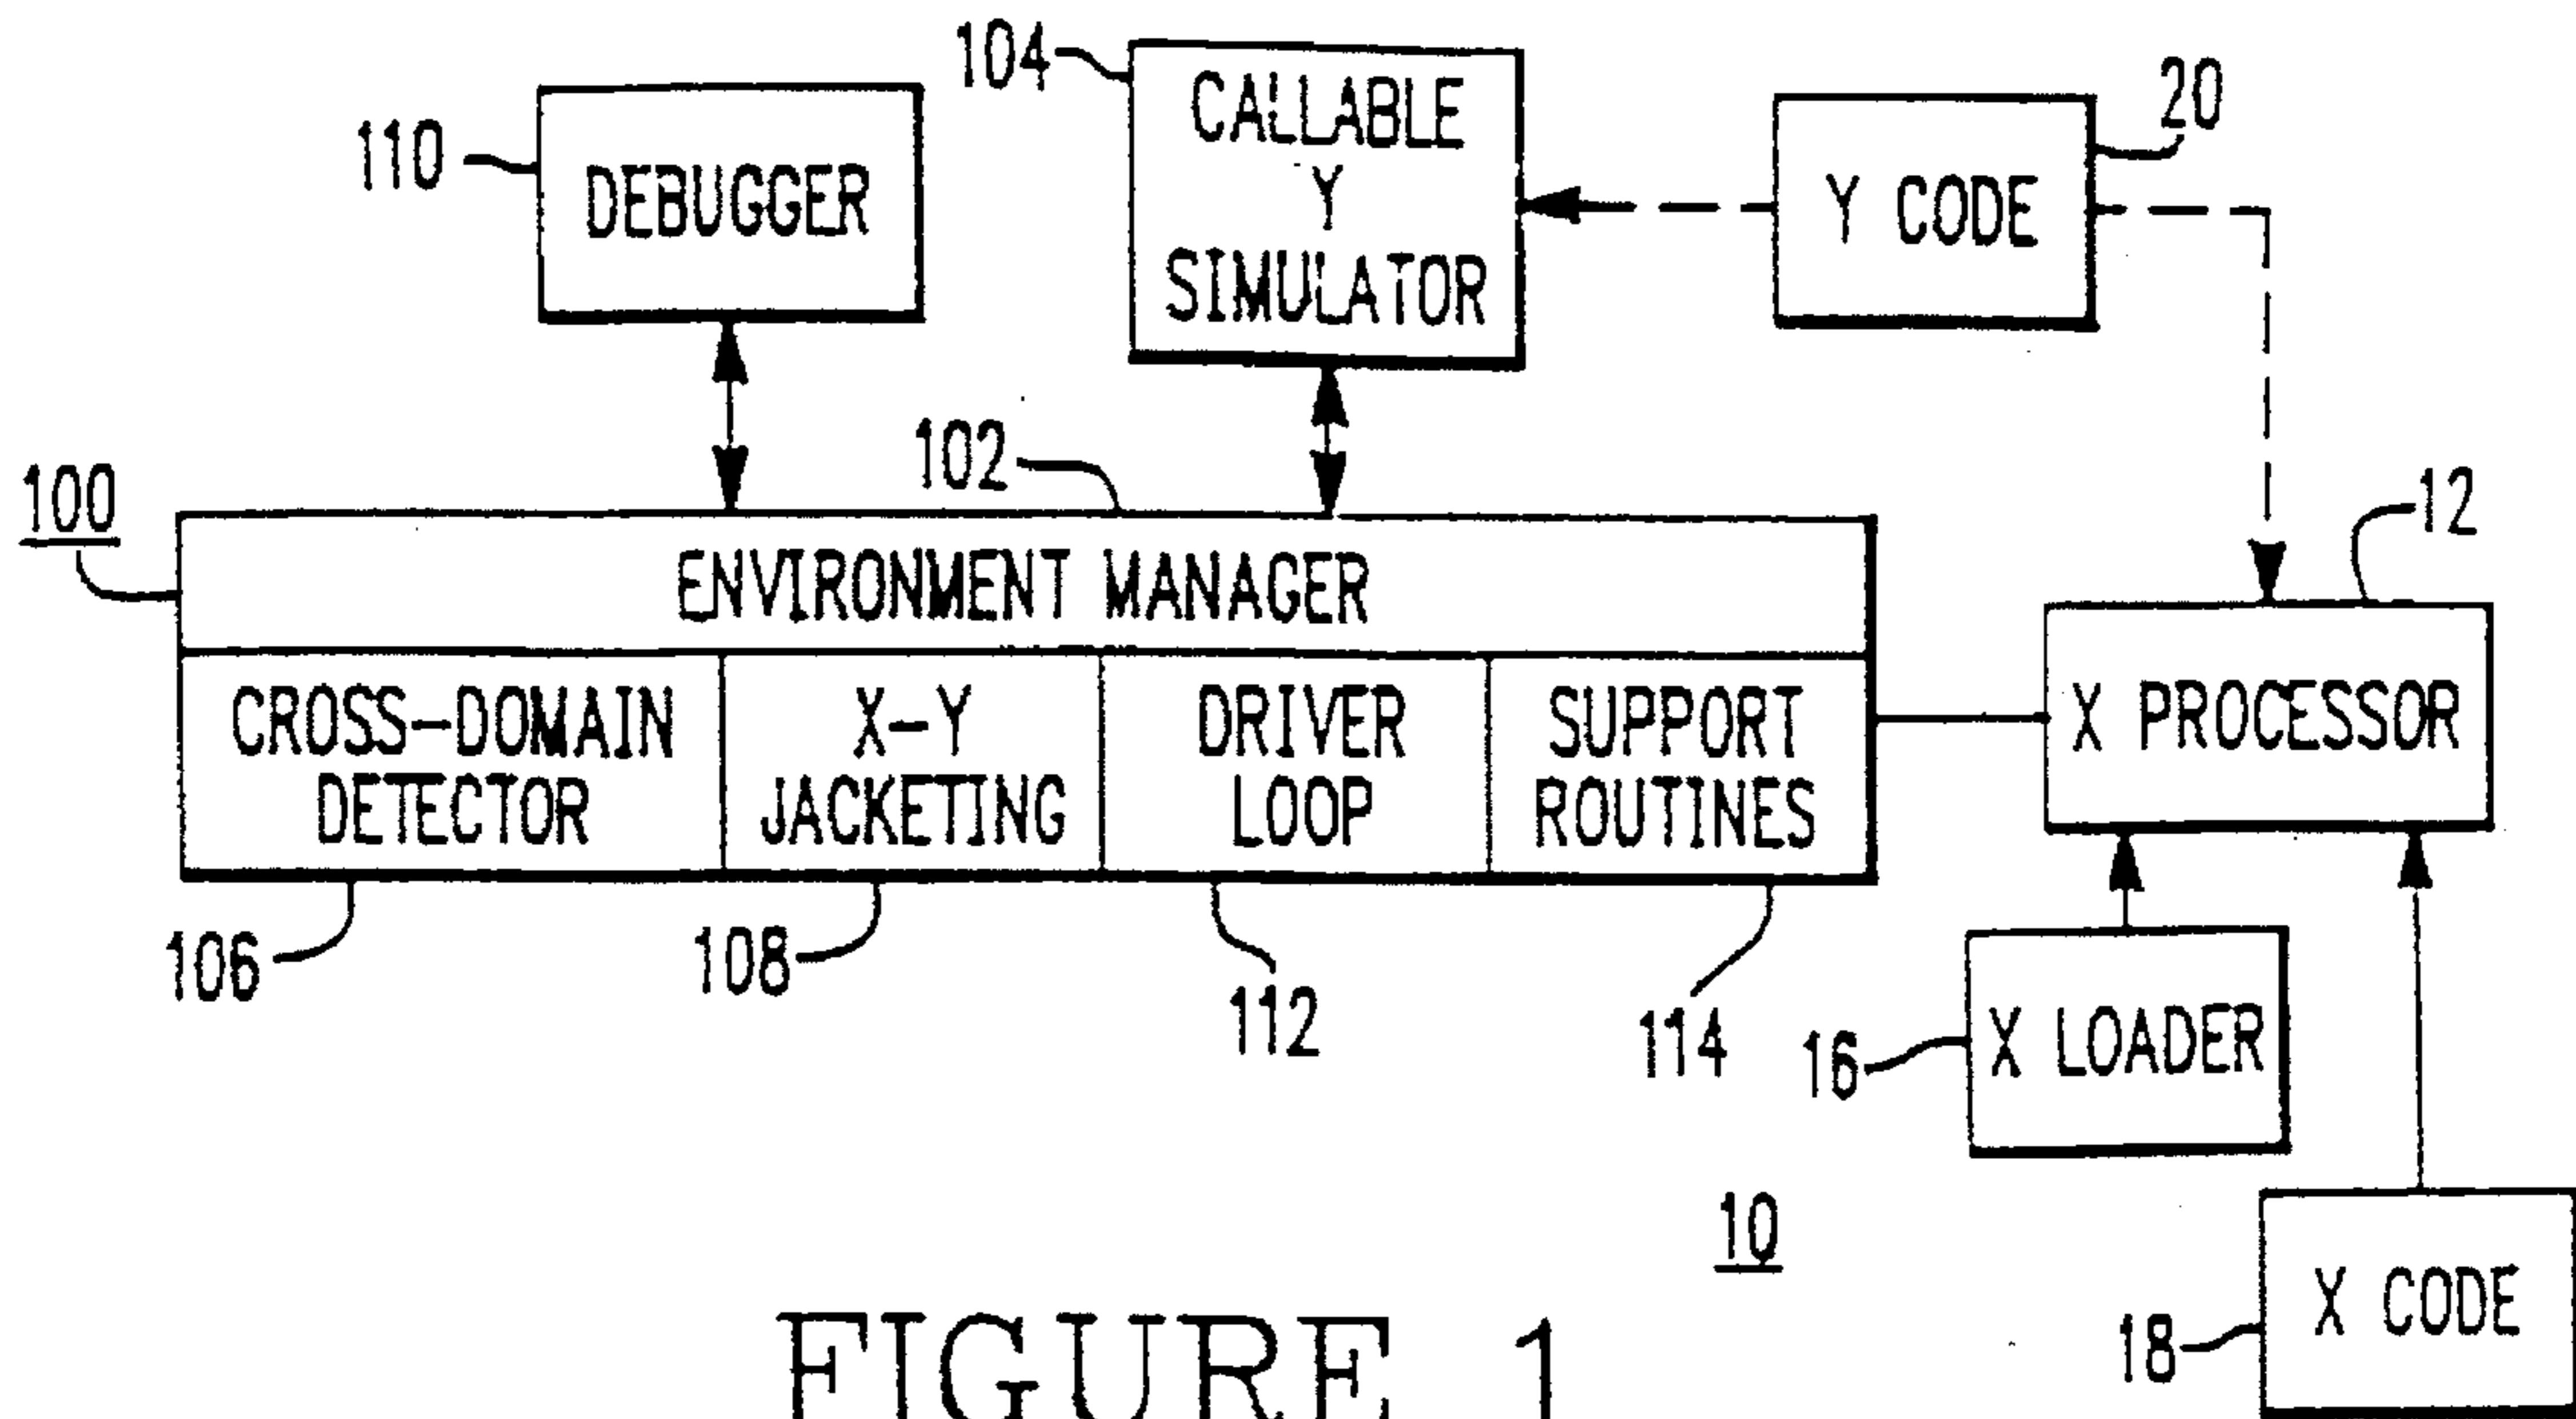 104
CALLABLE
Y
SIMULATOR
20
Y CODE
110
DEBUGGER
102
100
12
ENVIRONMENT MANAGER
CROSS-DOMAIN
DETECTOR
X-Y
JACKETING
DRIVER
LOOP
SUPPORT
ROUTINES
X PROCESSOR
106
108
112
114
16
X LOADER
10
18
X CODE
FIGURE 1